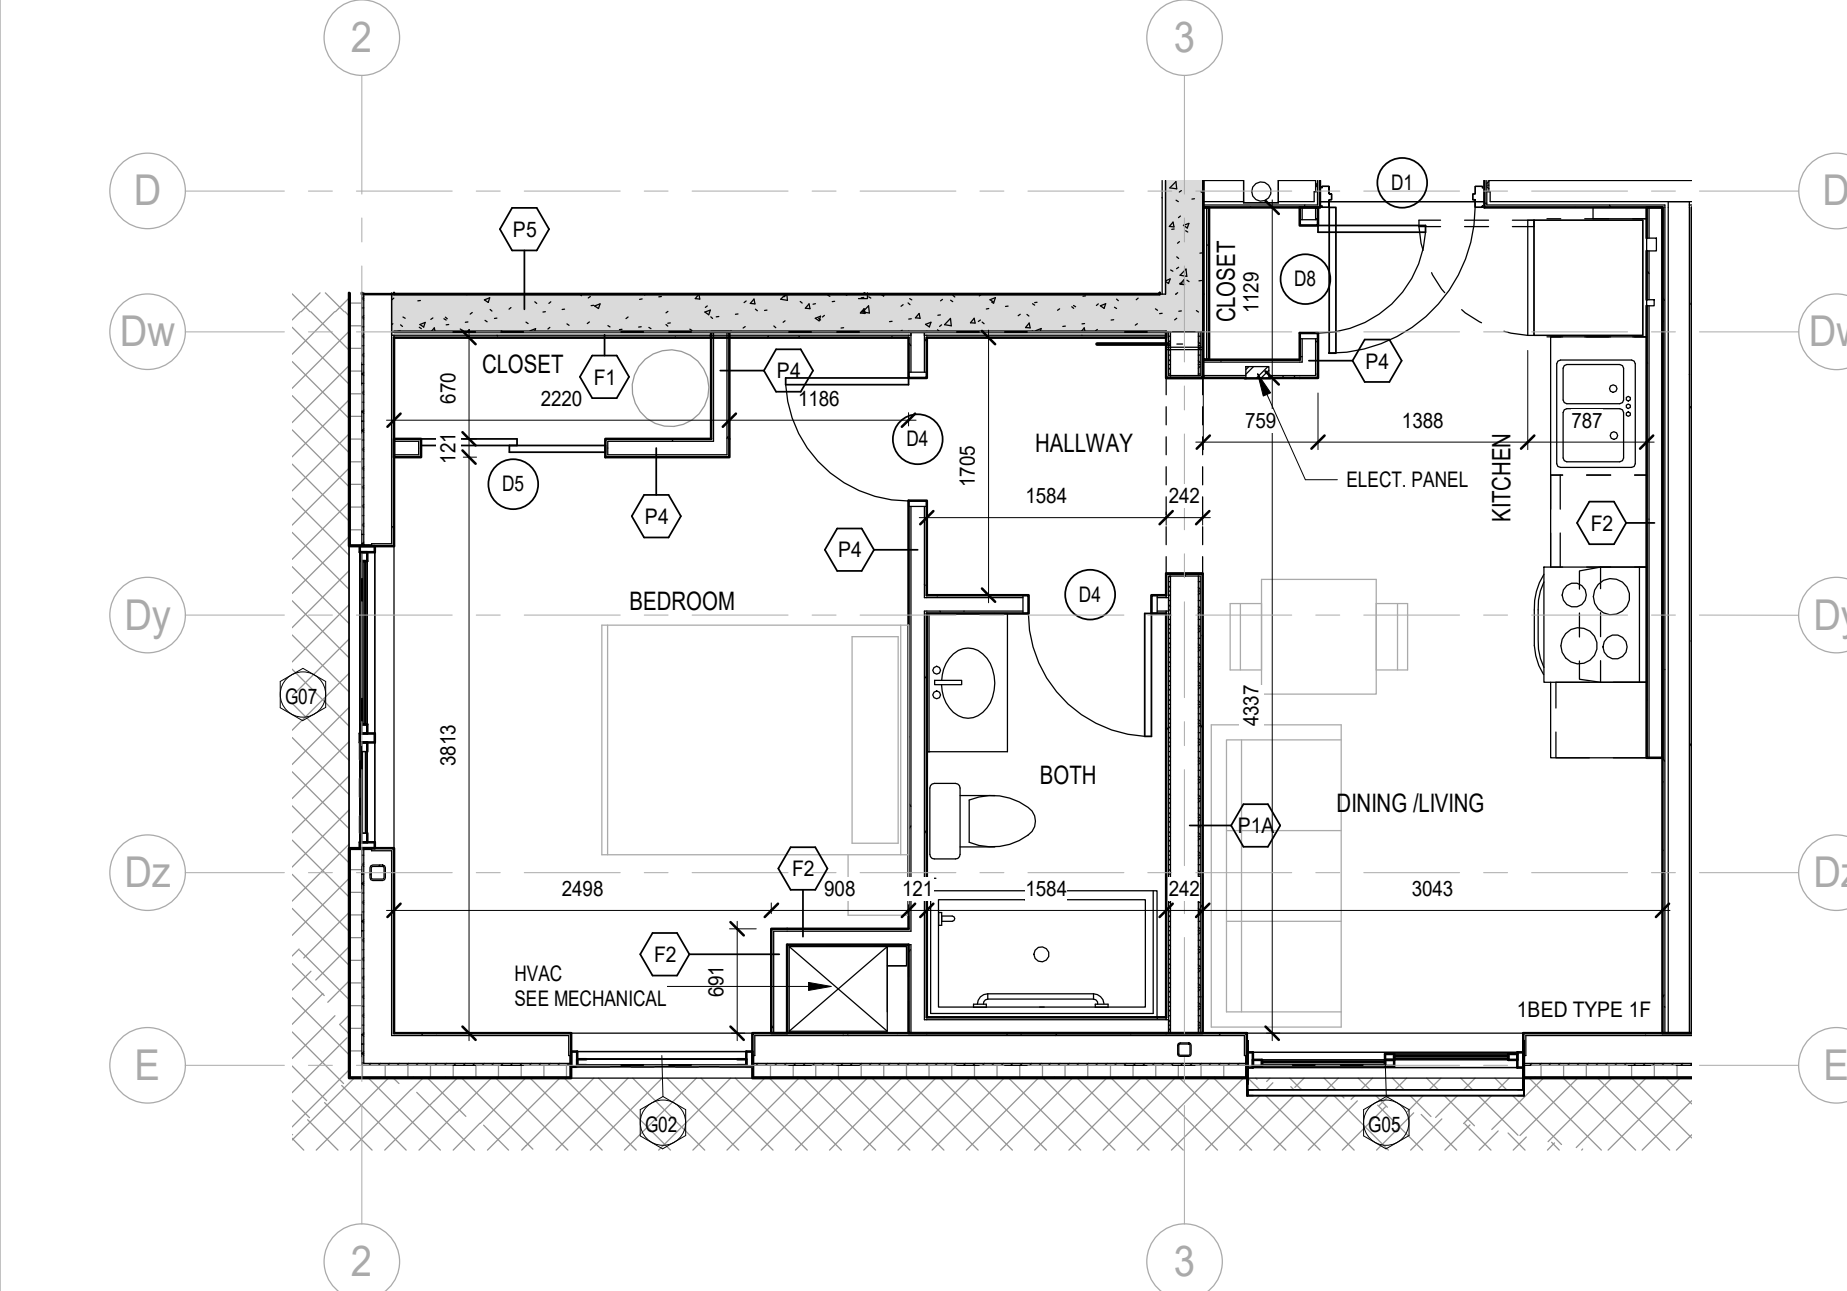 2
3
D
D1
D
P5
CLOSET
1129
D8
Dw
Dw
CLOSET
F1
P4
P4
670
2220
1186
759
1388
787
121
D4
HALLWAY
1705
KITCHEN
D5
ELECT. PANEL
1584
242
P4
F2
P4
D4
BEDROOM
Dy
Dy
G07
3813
4337
BOTH
DINING /LIVING
P1A
Dz
F2
Dz
2498
908
121
1584
242
3043
F2
HVAC
SEE MECHANICAL
691
1BED TYPE 1F
E
E
G02
G05
2
3